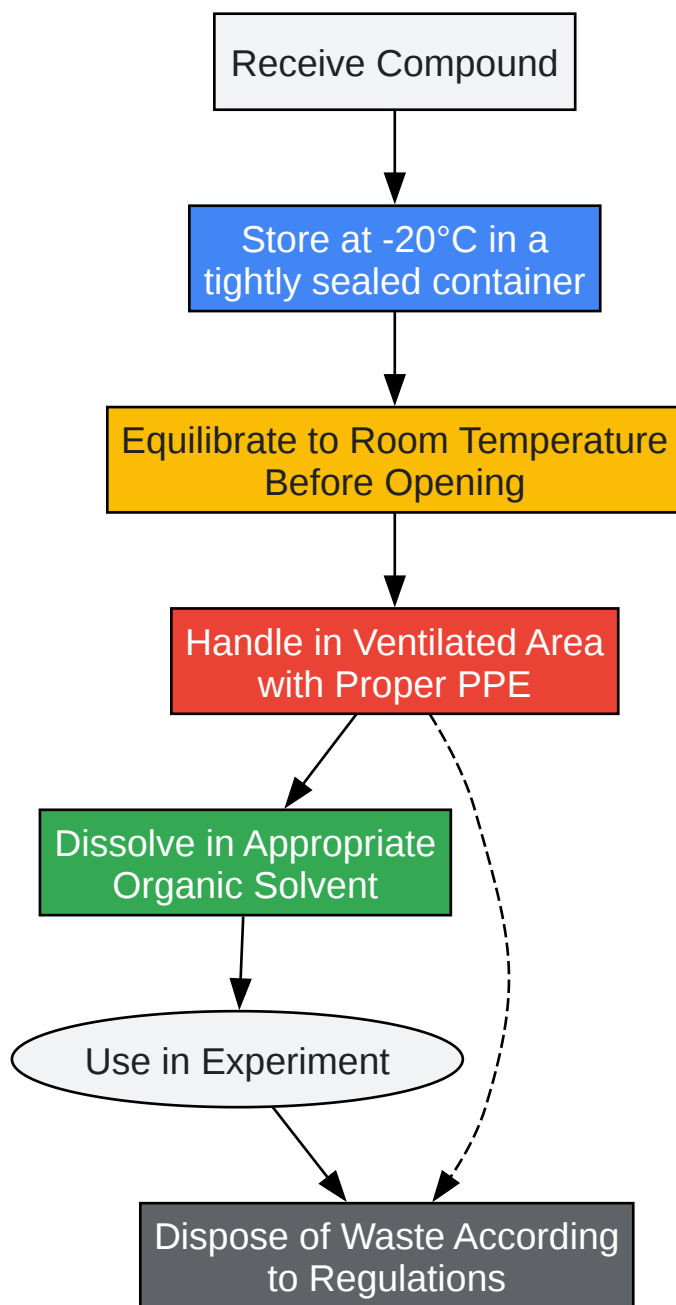 Receive Compound
Store at -20°C in a
tightly sealed container
Equilibrate to Room Temperature
Before Opening
Handle in Ventilated Area
with Proper PPE
Dissolve in Appropriate
Organic Solvent
Use in Experiment
Dispose of Waste According
to Regulations